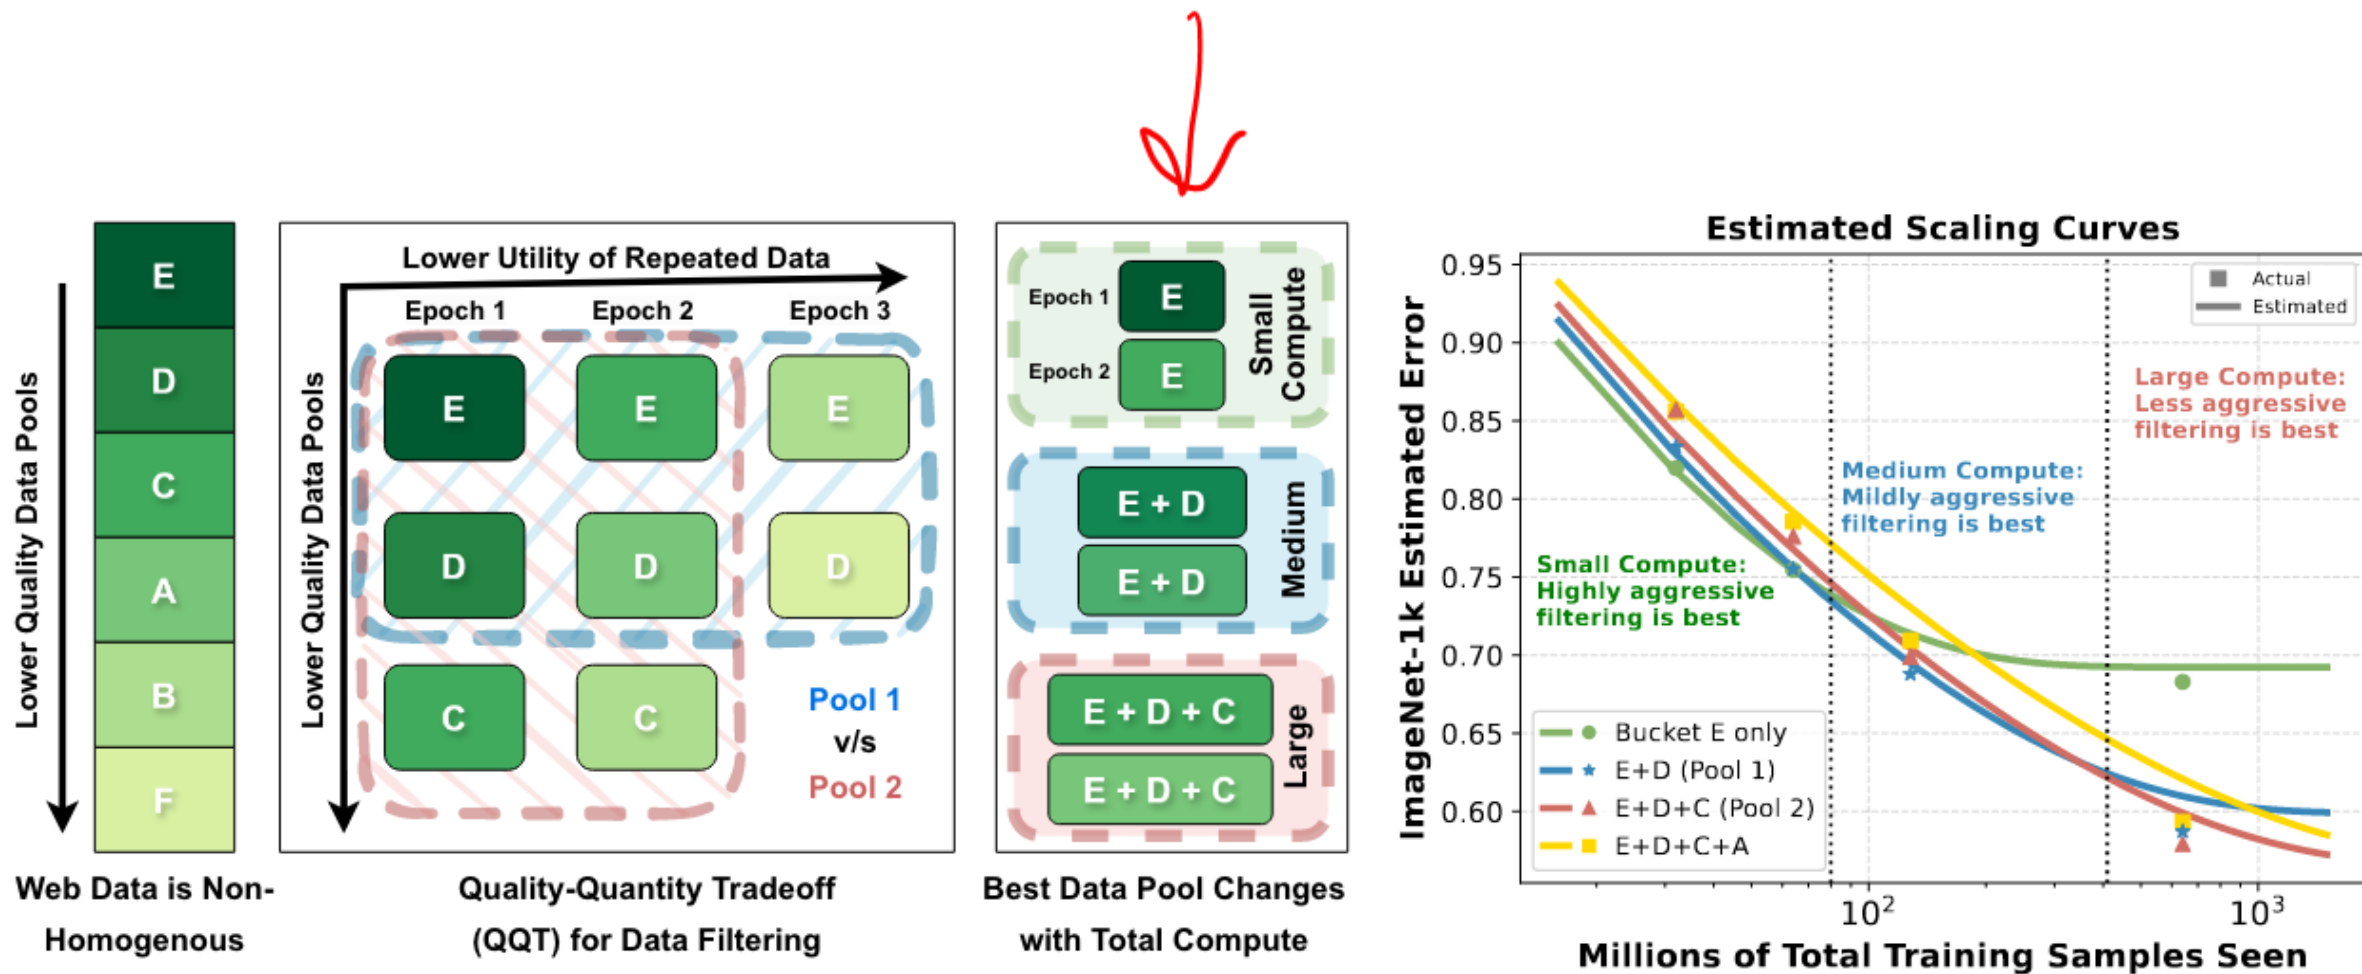 Lower Quality Data Pools
E
D
C
A
B
F
Web Data is Non-
Homogenous
Lower Utility of Repeated Data
Epoch 1
Epoch 2
Epoch 3
Lower Quality Data Pools
E
E
E
D
D
D
C
C
Pool 1
v/s
Pool 2
Quality-Quantity Tradeoff
(QQT) for Data Filtering
Epoch 1
E
Epoch 2
E
Small
Compute
E + D
E + D
Medium
E + D + C
E + D + C
Large
Best Data Pool Changes
with Total Compute
Estimated Scaling Curves
ImageNet-1k Estimated Error
0.95
0.90
0.85
0.80
0.75
0.70
0.65
0.60
Actual
Estimated
Large Compute:
Less aggressive
filtering is best
Medium Compute:
Mildly aggressive
filtering is best
Small Compute:
Highly aggressive
filtering is best
Bucket E only
E+D (Pool 1)
E+D+C (Pool 2)
E+D+C+A
10²
10³
Millions of Total Training Samples Seen